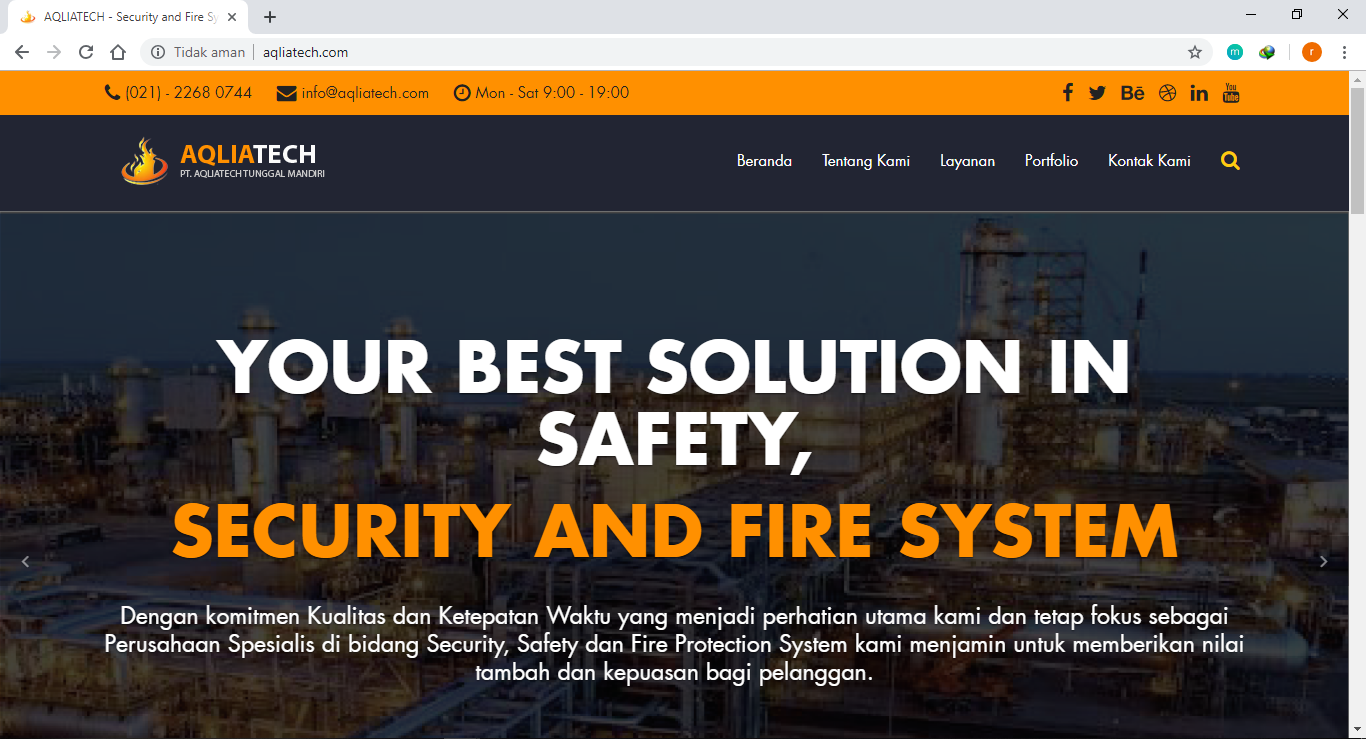 AQLIATECH - Security and Fire Sy
Tidak aman
aqliatech.com
m
r
(021) - 2268 0744
info@aqliatech.com
Mon - Sat 9:00 - 19:00
Bē
in
You
Tube
AQLIATECH
PT. AQLIATECH TUNGGAL MANDIRI
Beranda
Tentang Kami
Layanan
Portfolio
Kontak Kami
YOUR BEST SOLUTION IN
SAFETY,
SECURITY AND FIRE SYSTEM
Dengan komitmen Kualitas dan Ketepatan Waktu yang menjadi perhatian utama kami dan tetap fokus sebagai
Perusahaan Spesialis di bidang Security, Safety dan Fire Protection System kami menjamin untuk memberikan nilai
tambah dan kepuasan bagi pelanggan.